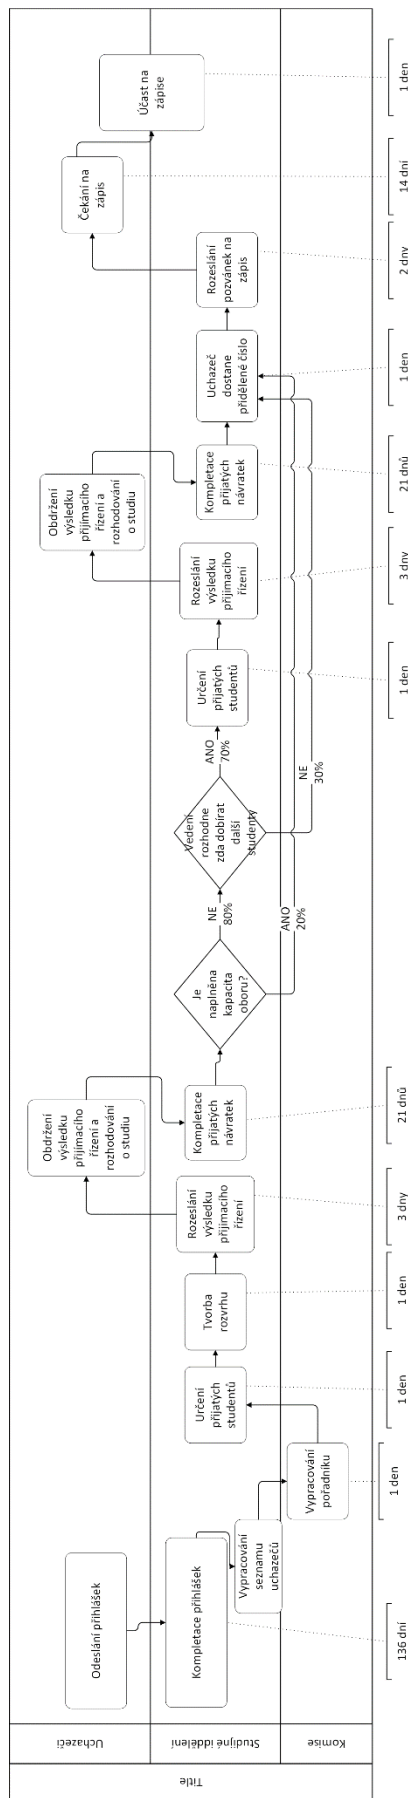 Title
Uchazeči
Studijné iddělení
Komise
Odeslání přihlášek
Kompletace přihlášek
Vypracování
seznamu
uchazečů
Vypracování pořadníku
Určení
přijatých
studentů
Tvorba
rozvrhu
Rozeslání
výsledku
přijimacího
řízení
Obdržení
výsledku
přijímacího
řízení a
rozhodování
o studiu
Kompletace
přijatých
návratek
Je
naplněna
kapacita
oboru?
NE
80%
ANO
20%
Vedení
rozhodne
zda dobírat
další
studenty
ANO
70%
NE
30%
Určení
přijatých
studentů
Rozeslání
výsledku
přijimacího
řízení
Obdržení
výsledku
přijímacího
řízení a
rozhodování
o studiu
Kompletace
přijatých
návratek
Uchazeč
dostane
přidělené číslo
Rozeslání
pozvánek na
zápis
Čekání na
zápis
Účast na
zápise
136 dní
1 den
1 den
1 den
3 dny
21 dnů
1 den
3 dny
21 dnů
1 den
2 dny
14 dní
1 den